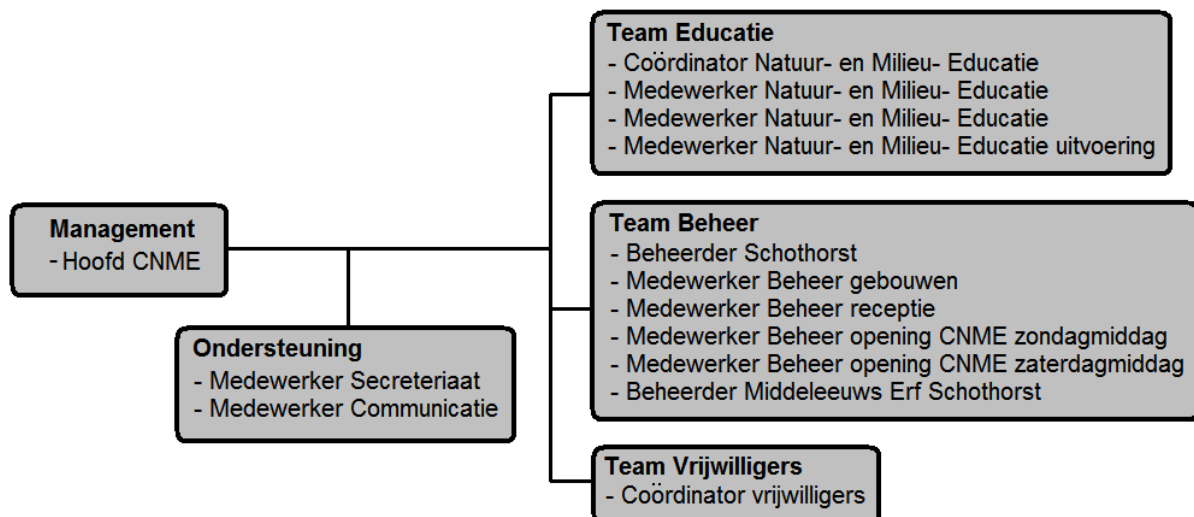 Management
- Hoofd CNME
Ondersteuning
- Medewerker Secreteriaat
- Medewerker Communicatie
Team Educatie
- Coördinator Natuur- en Milieu- Educatie
- Medewerker Natuur- en Milieu- Educatie
- Medewerker Natuur- en Milieu- Educatie
- Medewerker Natuur- en Milieu- Educatie uitvoering
Team Beheer
- Beheerder Schothorst
- Medewerker Beheer gebouwen
- Medewerker Beheer receptie
- Medewerker Beheer opening CNME zondagmiddag
- Medewerker Beheer opening CNME zaterdagmiddag
- Beheerder Middeleeuws Erf Schothorst
Team Vrijwilligers
- Coördinator vrijwilligers